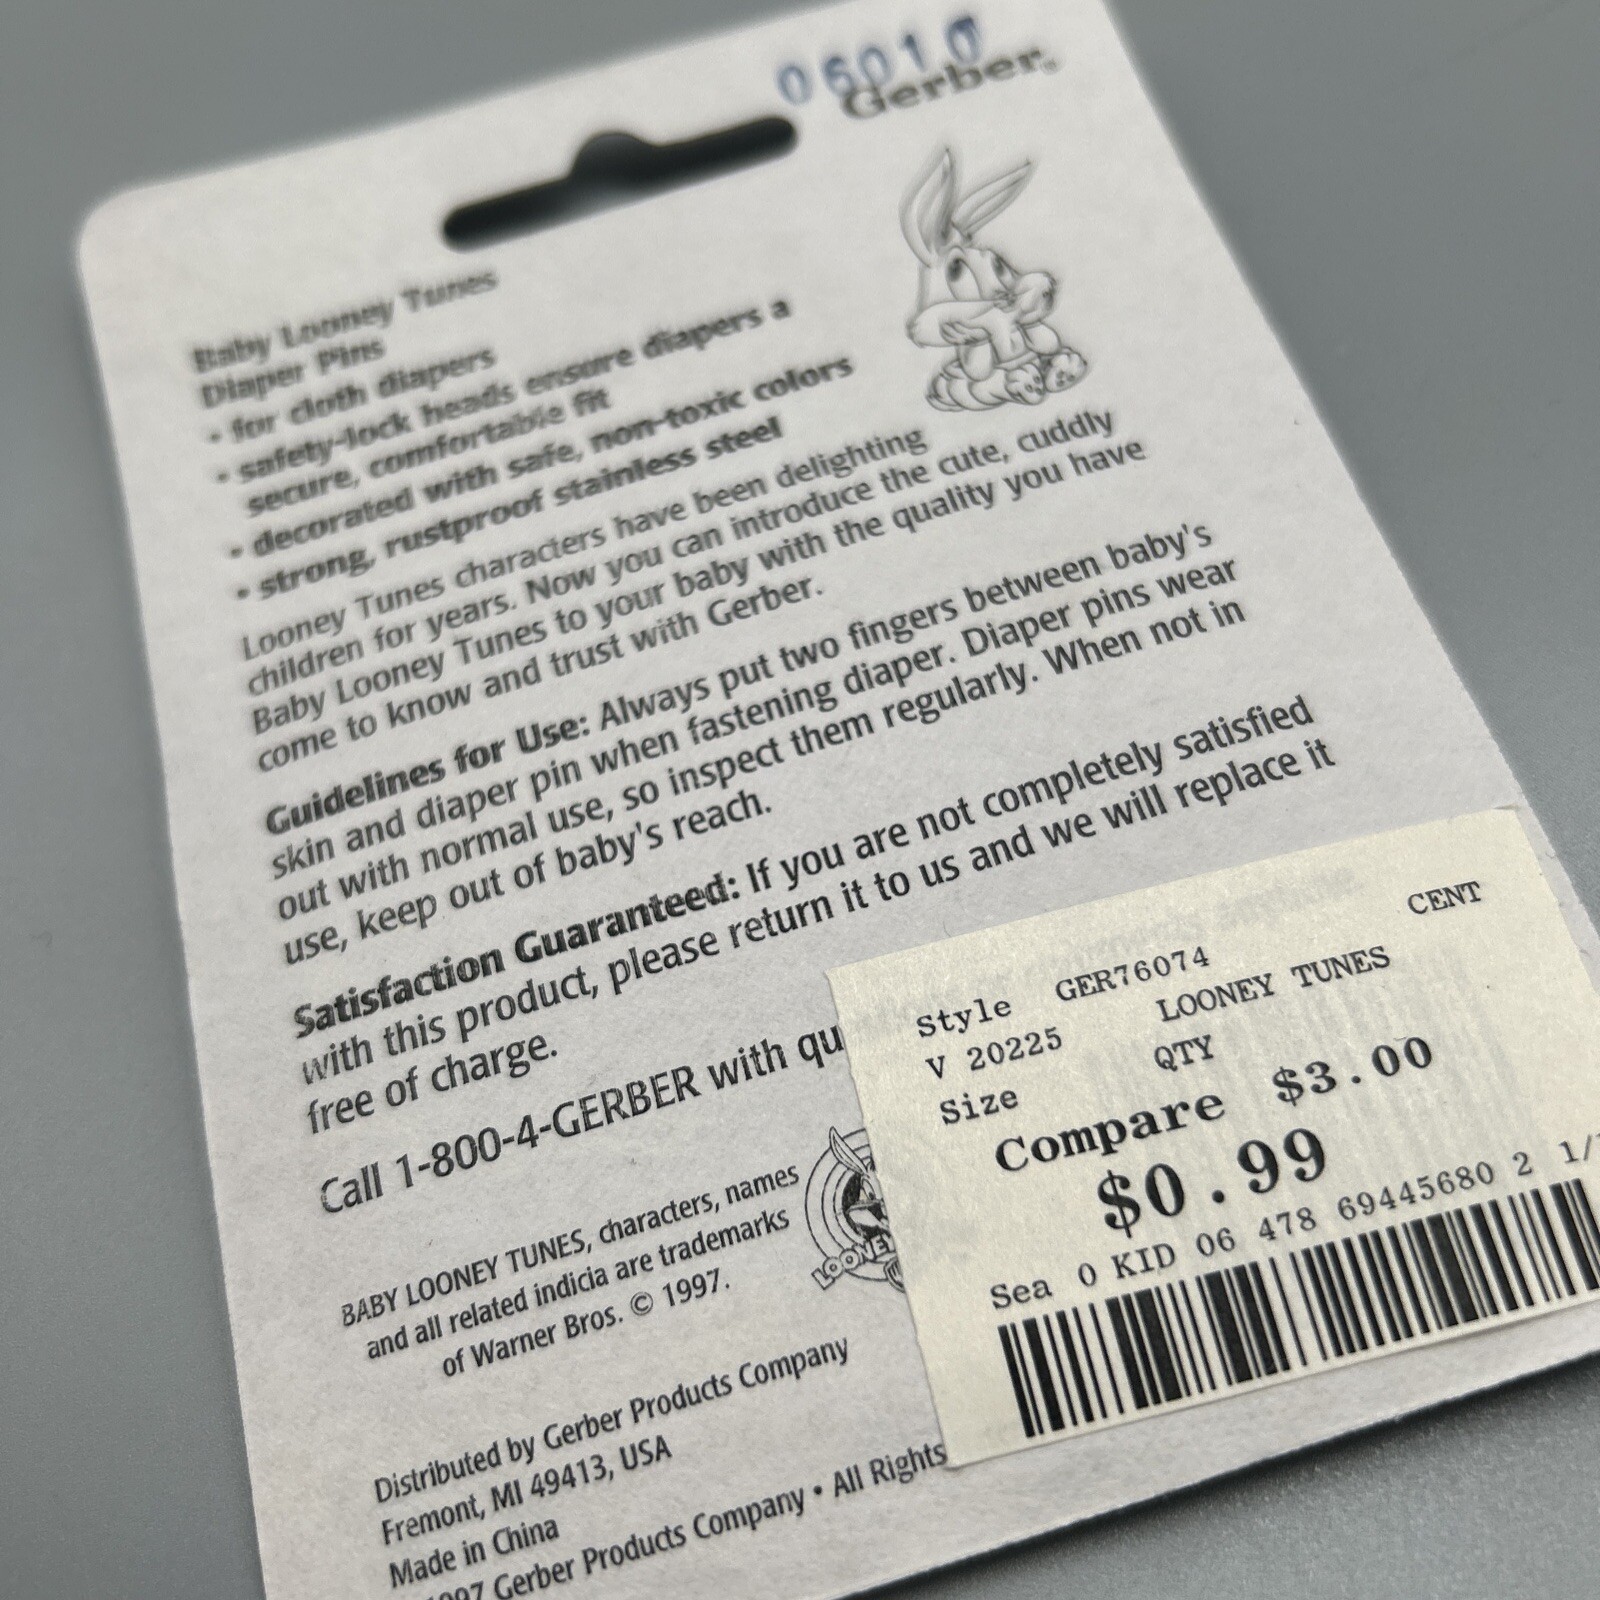 06010
Gerber®
Baby Looney Tunes
Diaper Pins
• for cloth diapers
• safety-lock heads ensure diapers a
secure, comfortable fit
• decorated with safe, non-toxic colors
• strong, rustproof stainless steel
Looney Tunes characters have been delighting
children for years. Now you can introduce the cute, cuddly
Baby Looney Tunes to your baby with the quality you have
come to know and trust with Gerber.
Guidelines for Use: Always put two fingers between baby's
skin and diaper pin when fastening diaper. Diaper pins wear
out with normal use, so inspect them regularly. When not in
use, keep out of baby's reach.
Satisfaction Guaranteed: If you are not completely satisfied
with this product, please return it to us and we will replace it
free of charge.
Call 1-800-4-GERBER with qu
BABY LOONEY TUNES, characters, names
and all related indicia are trademarks
of Warner Bros. © 1997.
LOONEY
Distributed by Gerber Products Company
Fremont, MI 49413, USA
Made in China
1997 Gerber Products Company • All Rights
CENT
Style GER76074
V 20225 LOONEY TUNES
Size QTY
Compare $3.00
$0.99
Sea 0 KID 06 478 69445680 2 1/